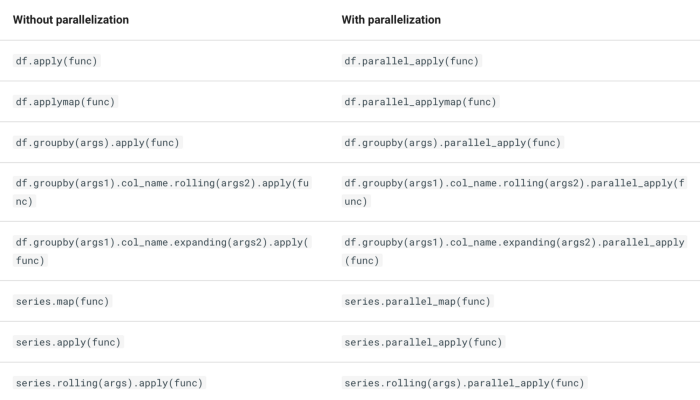 Without parallelization With parallelization
df.apply(func) df.parallel_apply(func)
df.applymap(func) df.parallel_applymap(func)
df.groupby(args).apply(func) df.groupby(args).parallel_apply(func)
df.groupby(args1).col_name.rolling(args2).apply(fu df.groupby(args1).col_name.rolling(args2).parallel_apply(f
nc) unc)
df.groupby(args1).col_name.expanding(args2).apply( df.groupby(args1).col_name.expanding(args2).parallel_apply
func) (func)
series.map(func) series.parallel_map(func)
series.apply(func) series.parallel_apply(func)
series.rolling(args).apply(func) series.rolling(args).parallel_apply(func)